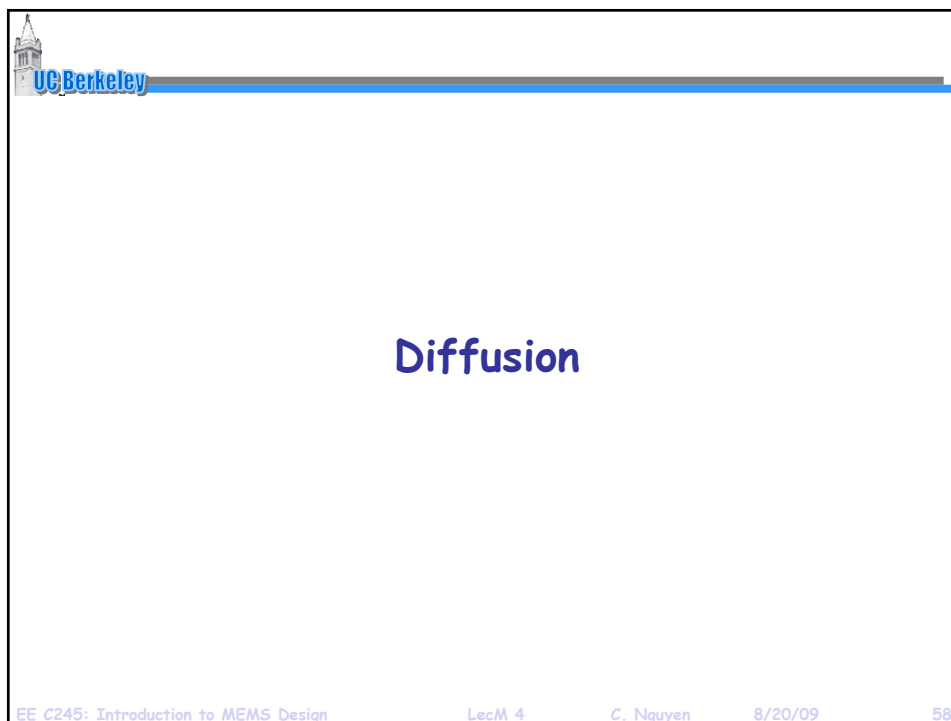 UC Berkeley
Diffusion
EE C245: Introduction to MEMS Design LecM 4 C. Nguyen 8/20/09 58